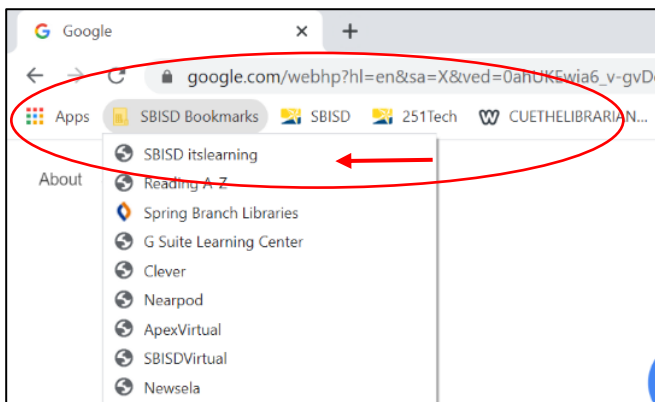 Google
google.com/webhp?hl=en&sa=X&ved=0ahUKEwia6_v-gvD
Apps SBISD Bookmarks SBISD 251Tech CUETHELIBRARIAN...
SBISD itslearning
About
Reading A-Z
Spring Branch Libraries
G Suite Learning Center
Clever
Nearpod
ApexVirtual
SBISDVirtual
Newsela